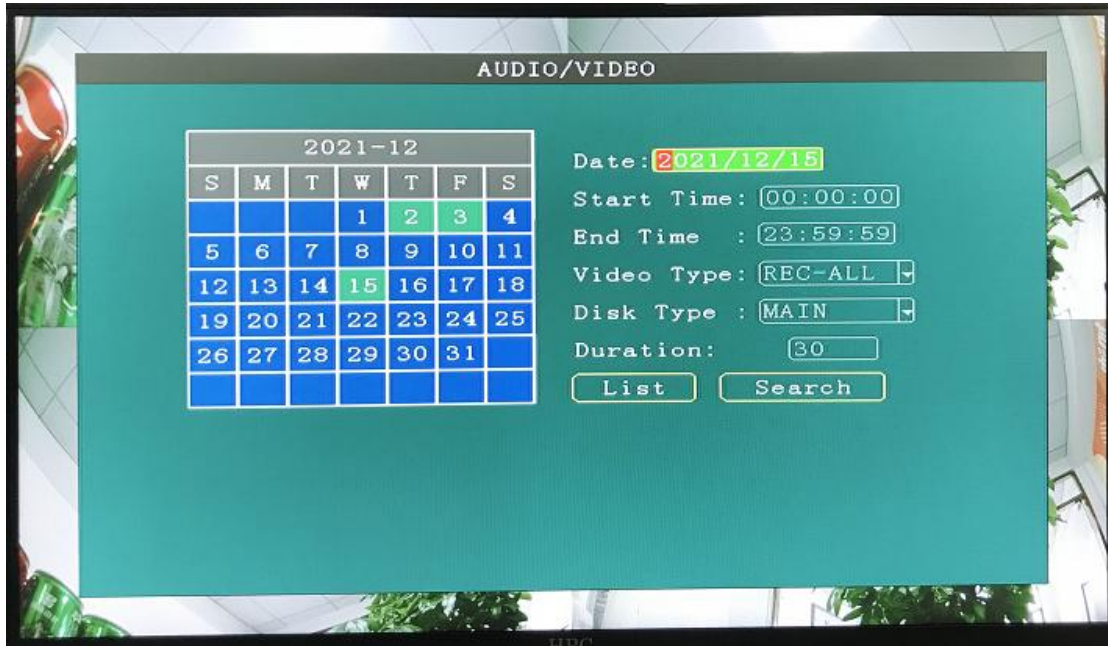 AUDIO/VIDEO
2021-12
S M T W T F S
1 2 3 4
5 6 7 8 9 10 11
12 13 14 15 16 17 18
19 20 21 22 23 24 25
26 27 28 29 30 31
Date: 2021/12/15
Start Time: 00:00:00
End Time : 23:59:59
Video Type: REC-ALL
Disk Type : MAIN
Duration: 30
List Search